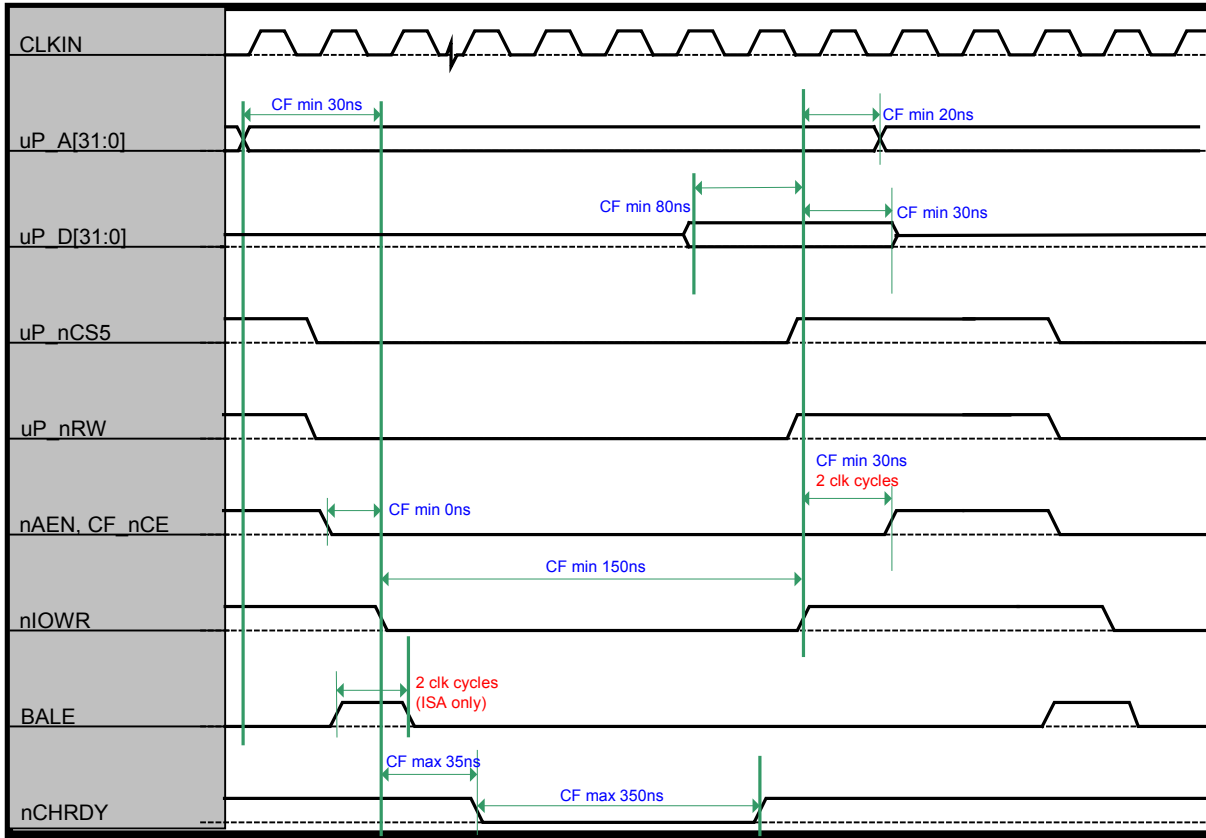 CLKIN
CF min 30ns
CF min 20ns
uP_A[31:0]
CF min 80ns
CF min 30ns
uP_D[31:0]
uP_nCS5
uP_nRW
CF min 30ns
2 clk cycles
CF min 0ns
nAEN, CF_nCE
CF min 150ns
nIOWR
2 clk cycles
(ISA only)
BALE
CF max 35ns
CF max 350ns
nCHRDY